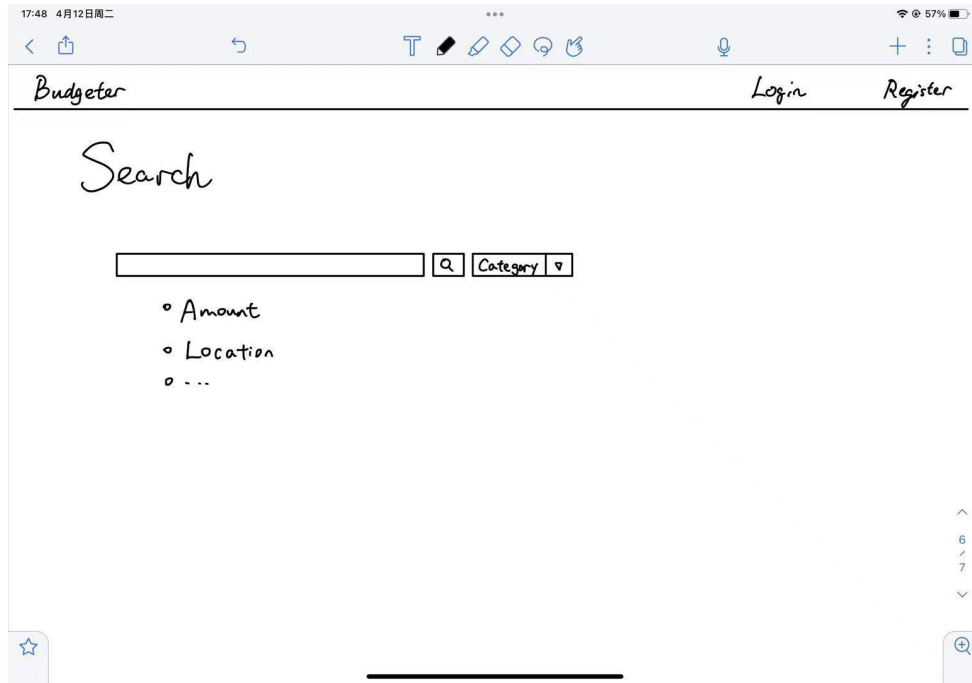 17:48 4月12日周二 57%
Budgeter Login Register
Search
Category
Amount
Location
...
6
/
7